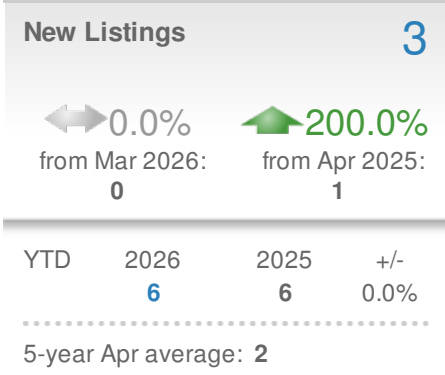 New Listings 3
0.0% 200.0%
from Mar 2026: from Apr 2025:
0 1
YTD 2026 2025 +/-
6 6 0.0%
5-year Apr average: 2